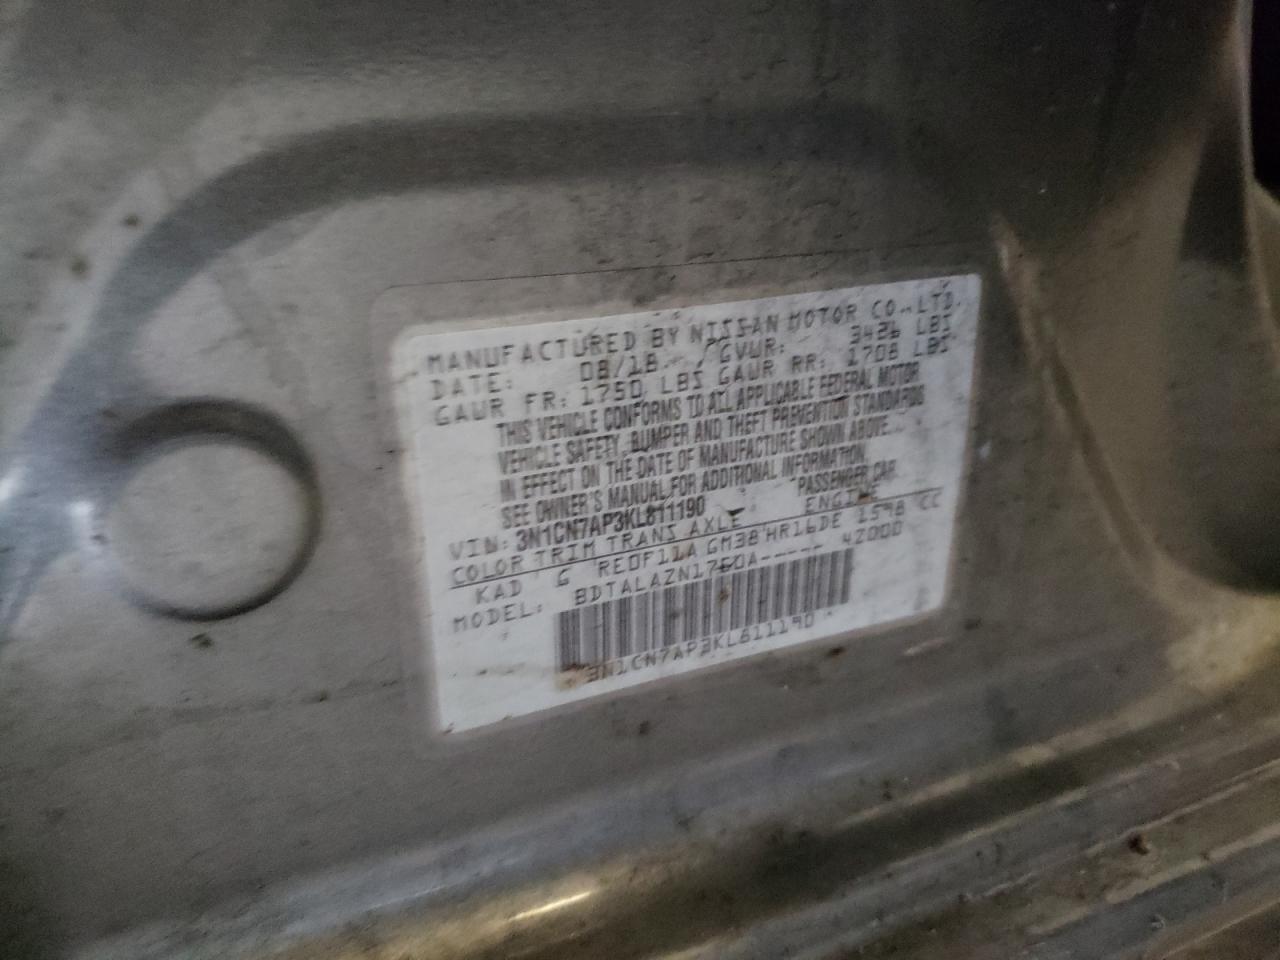 MANUFACTURED BY NISSAN MOTOR CO.,LTD.
DATE: 08/18 /GVWR: 3426 LBS
GAWR FR: 1750 LBS GAWR RR: 1708 LBS
THIS VEHICLE CONFORMS TO ALL APPLICABLE FEDERAL MOTOR
VEHICLE SAFETY, BUMPER AND THEFT PREVENTION STANDARDS
IN EFFECT ON THE DATE OF MANUFACTURE SHOWN ABOVE.
SEE OWNER'S MANUAL FOR ADDITIONAL INFORMATION.
VIN: 3N1CN7AP3KL811190 PASSENGER CAR
COLOR TRIM TRANS AXLE ENGINE
KAD G RE0F11A GM38 HR16DE 1598 CC
MODEL: BDTALAZN17E0A----- 42000
3N1CN7AP3KL811190